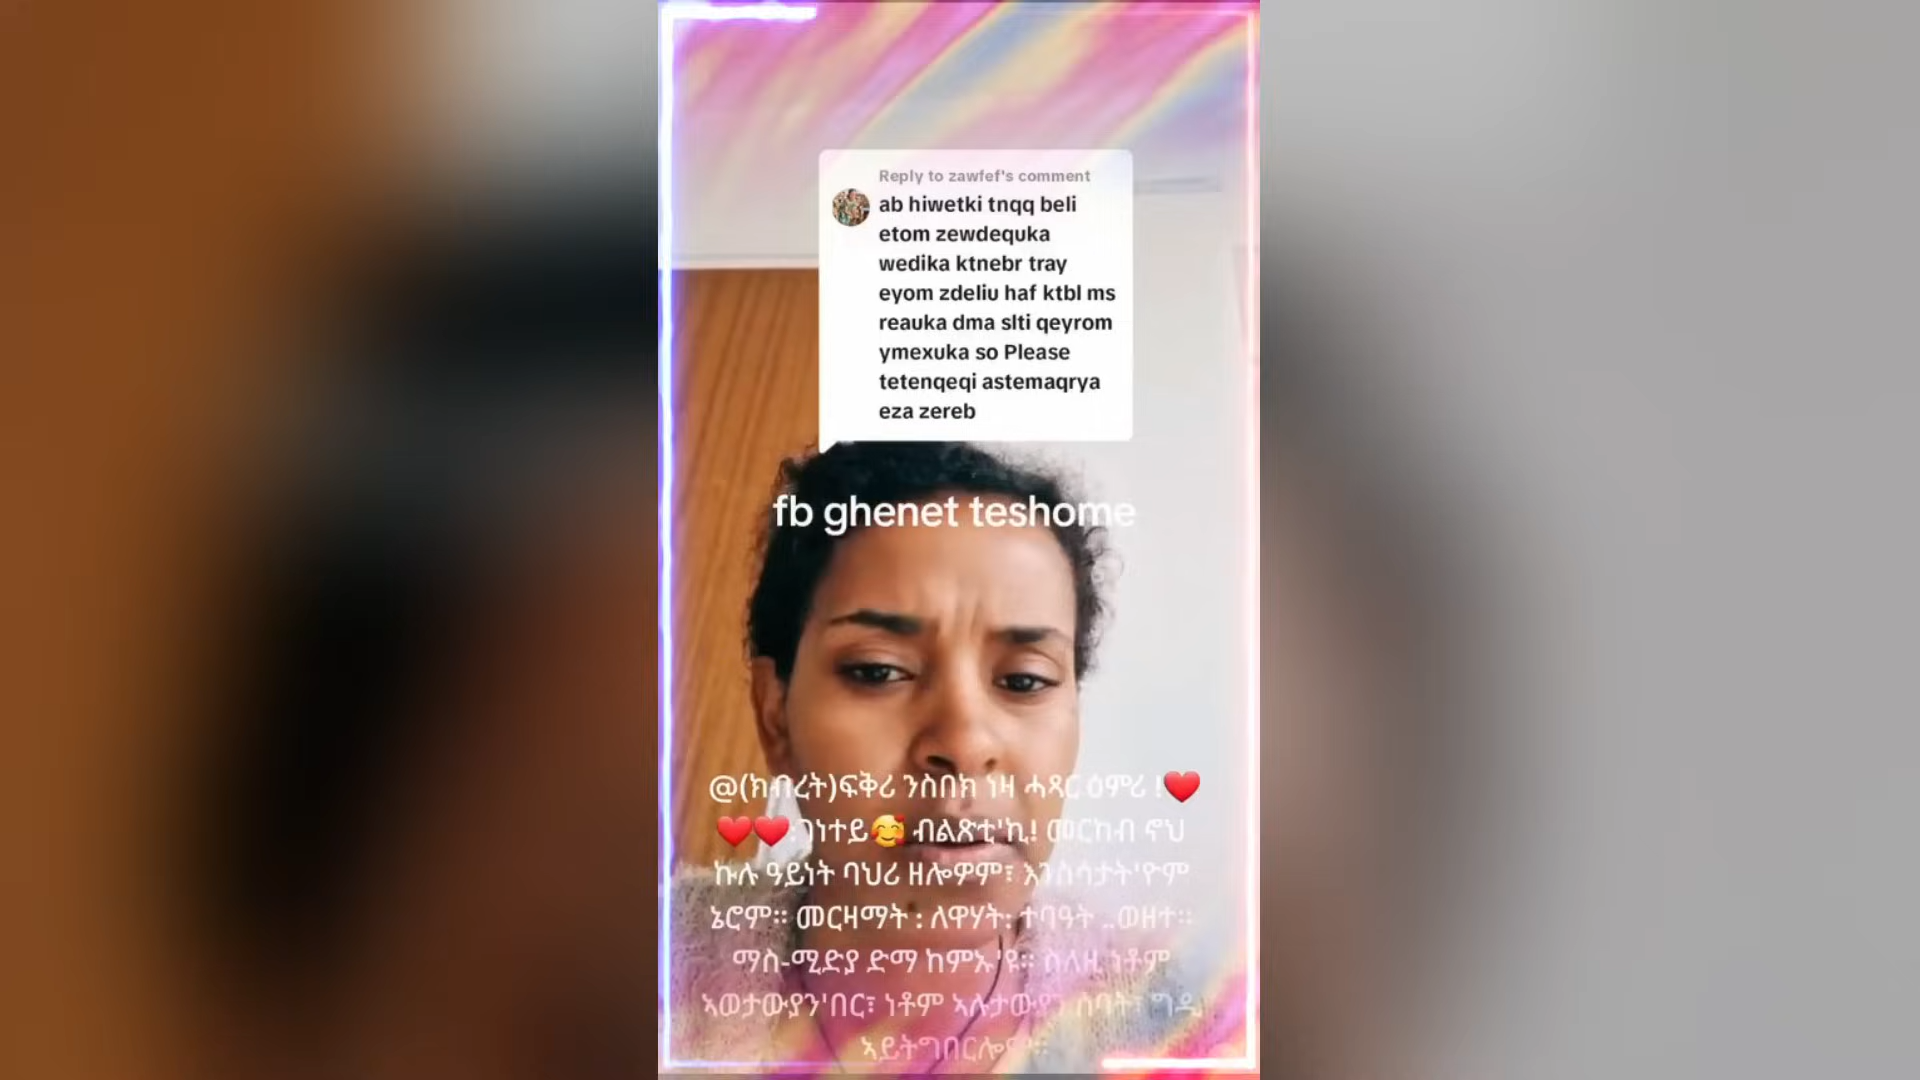 Reply to zawfef's comment
ab hiwetki tnqq beli
etom zewdequka
wedika ktnebr tray
eyom zdeliu haf ktbl ms
reauka dma slti qeyrom
ymexuka so Please
tetenqeqi astemaqrya
eza zereb
fb ghenet teshome
@(ክብረት)ፍቅሪ ንስበክ ነዛ ሓጻር ዕምሪ !❤️
❤️❤️:ገነተይ🥰 ብልጽቲ'ኪ! መርከብ ኖህ
ኩሉ ዓይነት ባህሪ ዘሎዎም፣ እንስሳታት'ዮም
ኔሮም። መርዛማት : ለዋሃት: ተባዓት ..ወዘተ።
ማስ-ሚድያ ድማ ከምኡ'ዩ። ስለዚ ነቶም
ኣወታውያን'በር፣ ነቶም ኣሉታውያን ሰባት፣ ግዲ